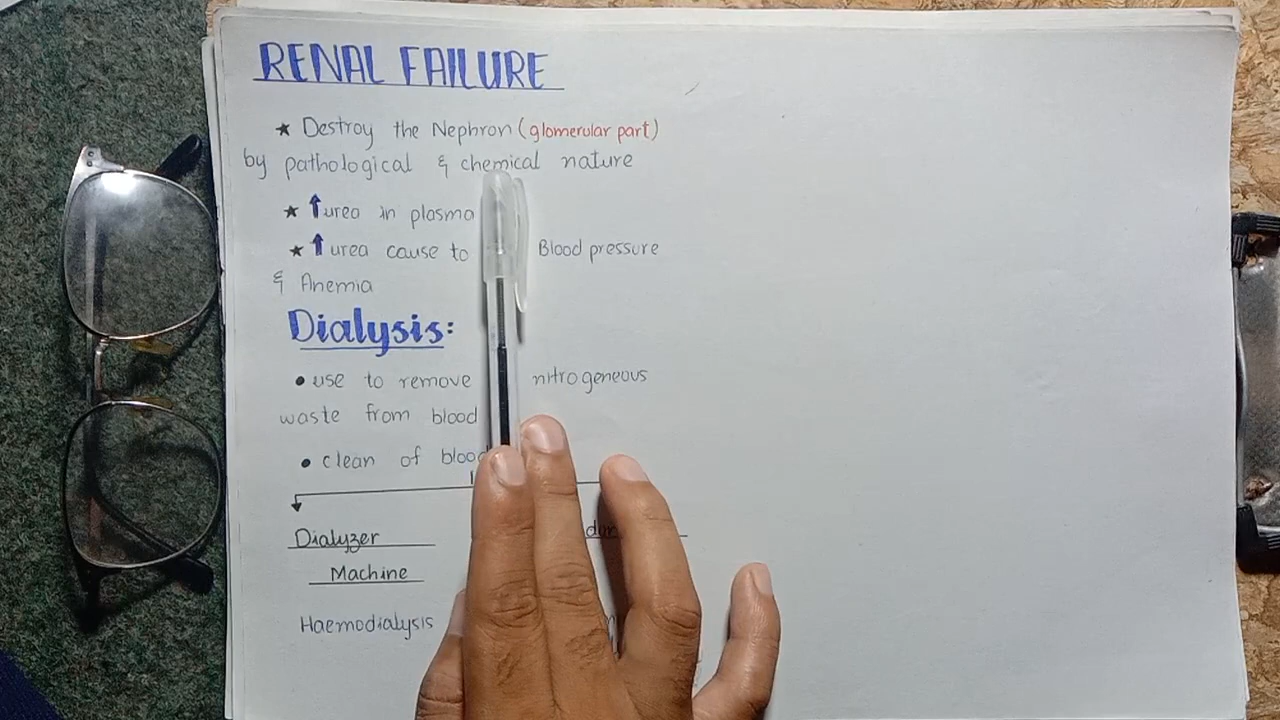 RENAL FAILURE
★ Destroy the Nephron (glomerular part)
by pathological & chemical nature
★ ↑ urea in plasma
★ ↑ urea cause to Blood pressure
& Anemia
Dialysis:
• use to remove nitrogeneous
waste from blood
• clean of blood
Dialyzer
Machine
Haemodialysis